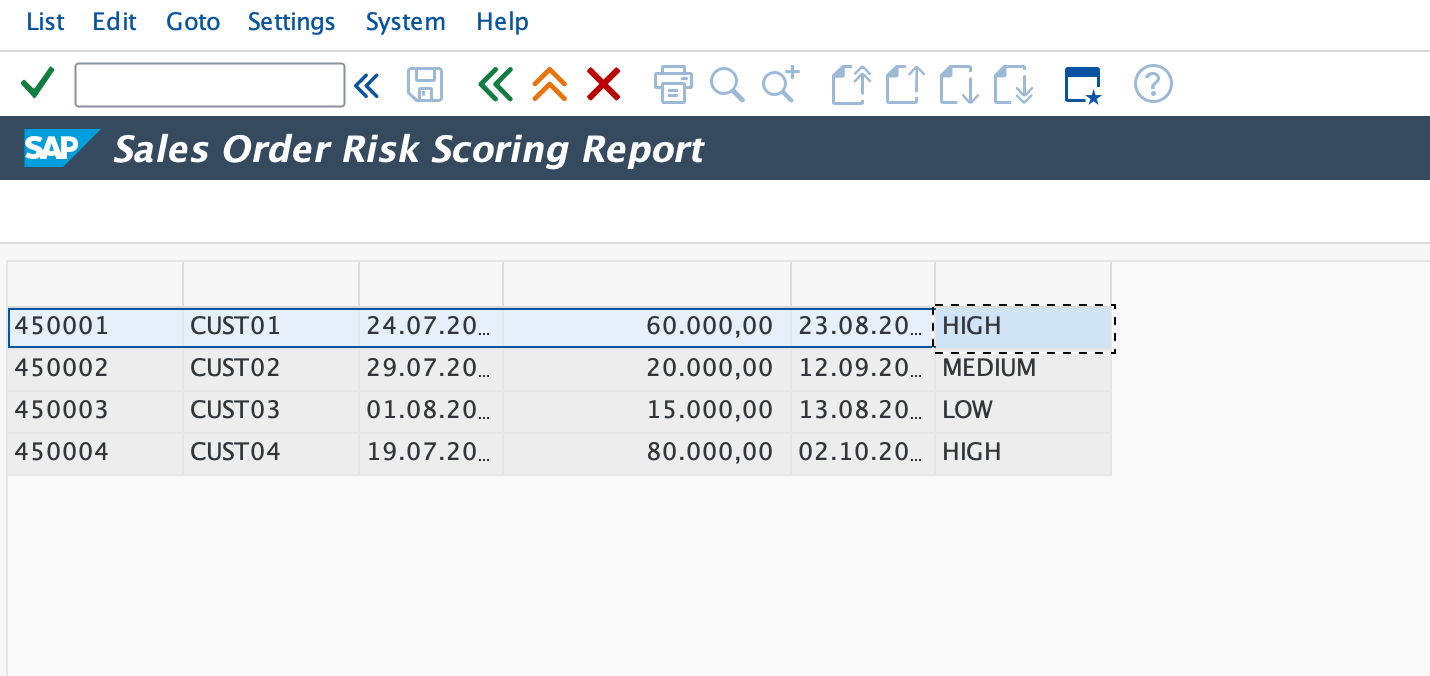 List Edit Goto Settings System Help
SAP Sales Order Risk Scoring Report
450001 CUST01 24.07.20... 60.000,00 23.08.20... HIGH
450002 CUST02 29.07.20... 20.000,00 12.09.20... MEDIUM
450003 CUST03 01.08.20... 15.000,00 13.08.20... LOW
450004 CUST04 19.07.20... 80.000,00 02.10.20... HIGH